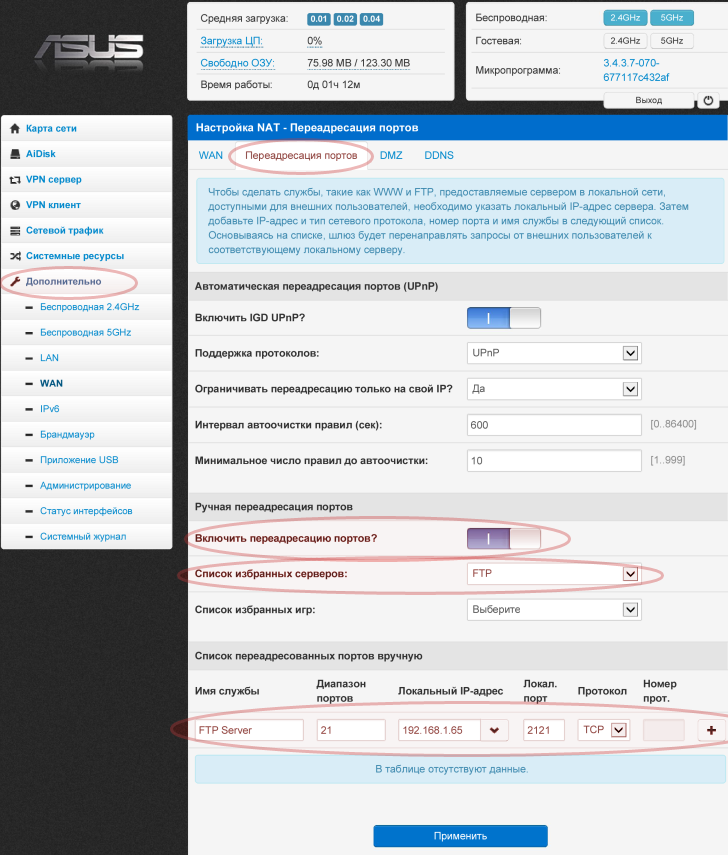 ASUS
Средняя загрузка: 0.01 0.02 0.04
Загрузка ЦП: 0%
Свободно ОЗУ: 75.98 MB / 123.30 MB
Время работы: 0д 01ч 12м
Беспроводная: 2.4GHz 5GHz
Гостевая: 2.4GHz 5GHz
Микропрограмма: 3.4.3.7-070-
677117c432af
Выход
Карта сети
AiDisk
VPN сервер
VPN клиент
Сетевой трафик
Системные ресурсы
Дополнительно
Беспроводная 2.4GHz
Беспроводная 5GHz
LAN
WAN
IPv6
Брандмауэр
Приложение USB
Администрирование
Статус интерфейсов
Системный журнал
Настройка NAT - Переадресация портов
WAN Переадресация портов DMZ DDNS
Чтобы сделать службы, такие как WWW и FTP, предоставляемые сервером в локальной сети,
доступными для внешних пользователей, необходимо указать локальный IP-адрес сервера. Затем
добавьте IP-адрес и тип сетевого протокола, номер порта и имя службы в следующий список.
Основываясь на списке, шлюз будет перенаправлять запросы от внешних пользователей к
соответствующему локальному серверу.
Автоматическая переадресация портов (UPnP)
Включить IGD UPnP?
Поддержка протоколов: UPnP
Ограничивать переадресацию только на свой IP? Да
Интервал автоочистки правил (сек): 600 [0..86400]
Минимальное число правил до автоочистки: 10 [1..999]
Ручная переадресация портов
Включить переадресацию портов?
Список избранных серверов: FTP
Список избранных игр: Выберите
Список переадресованных портов вручную
Имя службы Диапазон портов Локальный IP-адрес Локал. порт Протокол Номер прот.
FTP Server 21 192.168.1.65 2121 TCP
В таблице отсутствуют данные.
Применить